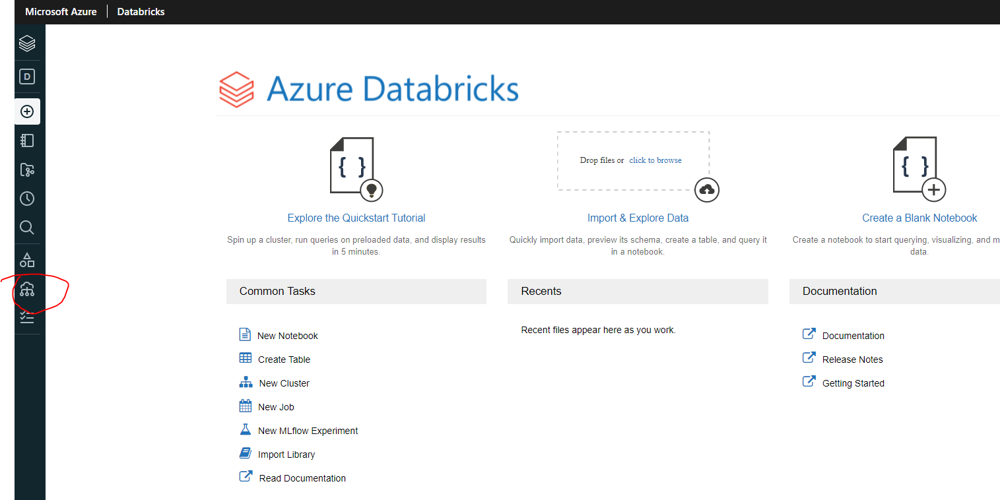 Microsoft Azure Databricks
D
Azure Databricks
{ }
Drop files or click to browse
{ }
Explore the Quickstart Tutorial
Import & Explore Data
Create a Blank Notebook
Spin up a cluster, run queries on preloaded data, and display results
in 5 minutes.
Quickly import data, preview its schema, create a table, and query it
in a notebook.
Create a notebook to start querying, visualizing, and m
data.
Common Tasks
New Notebook
Create Table
New Cluster
New Job
New MLflow Experiment
Import Library
Read Documentation
Recents
Recent files appear here as you work.
Documentation
Documentation
Release Notes
Getting Started